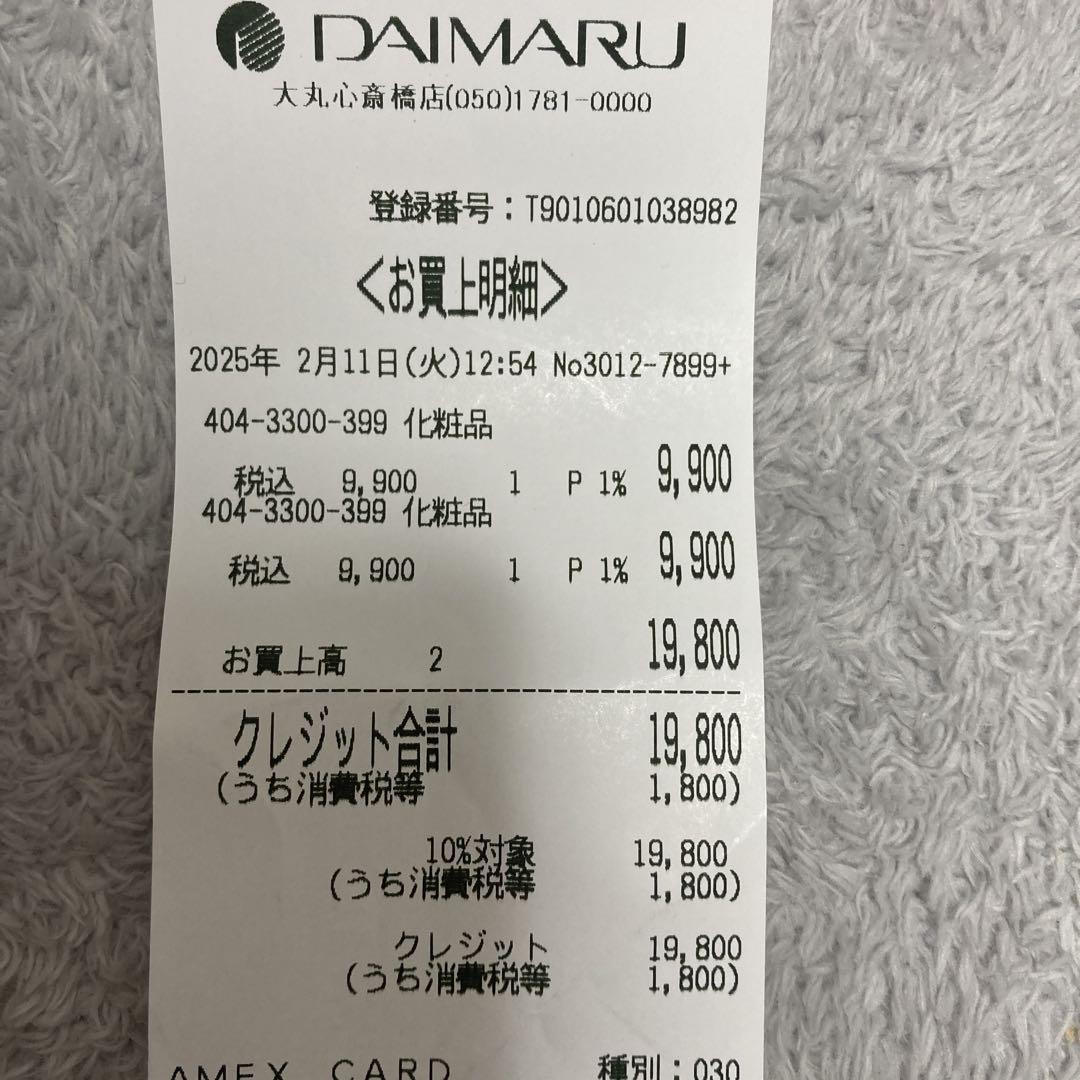 DAIMARU
大丸心斎橋店(050)1781-0000
登録番号：T9010601038982
<お買上明細>
2025年 2月11日(火)12:54 No3012-7899+
404-3300-399 化粧品
税込 9,900 1 P 1% 9,900
404-3300-399 化粧品
税込 9,900 1 P 1% 9,900
お買上高 2 19,800
クレジット合計 19,800
(うち消費税等 1,800)
10%対象 19,800
(うち消費税等 1,800)
クレジット 19,800
(うち消費税等 1,800)
AMEX CARD 種別：030